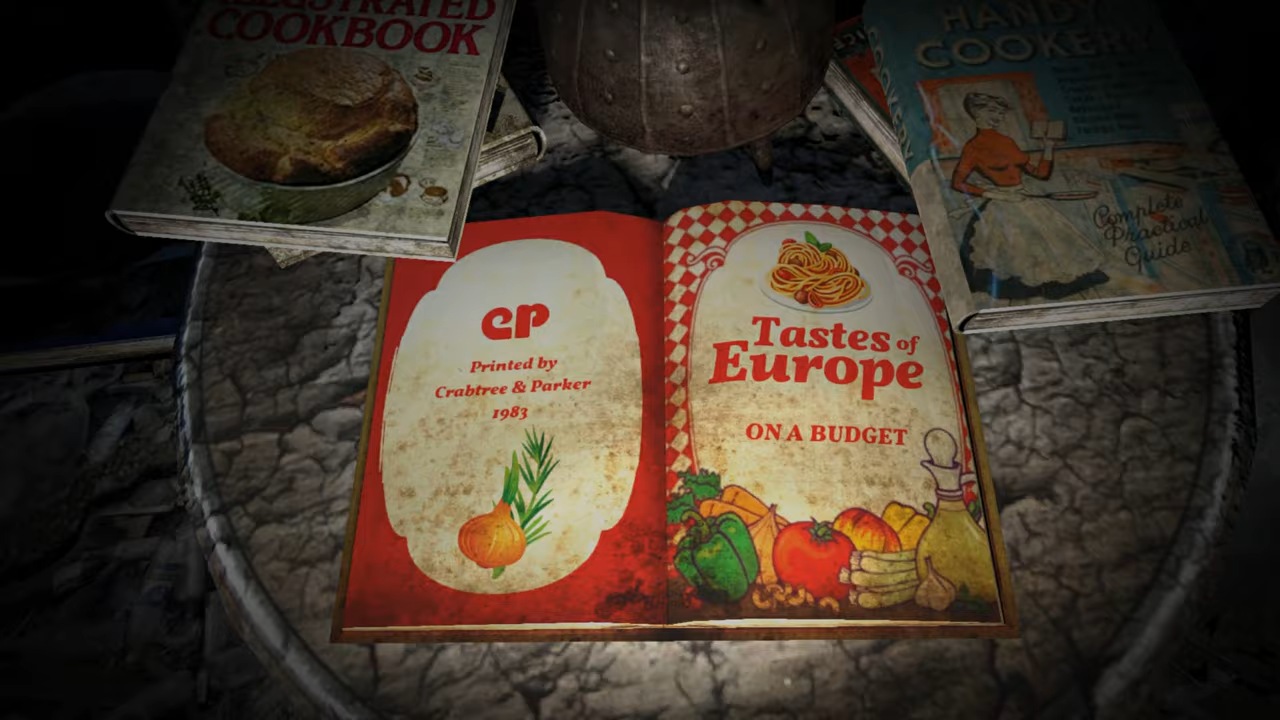 ILLUSTRATED
COOKBOOK
HANDY
COOKERY
Complete
Practical
Guide
cp
Printed by
Crabtree & Parker
1983
Tastes of
Europe
ON A BUDGET